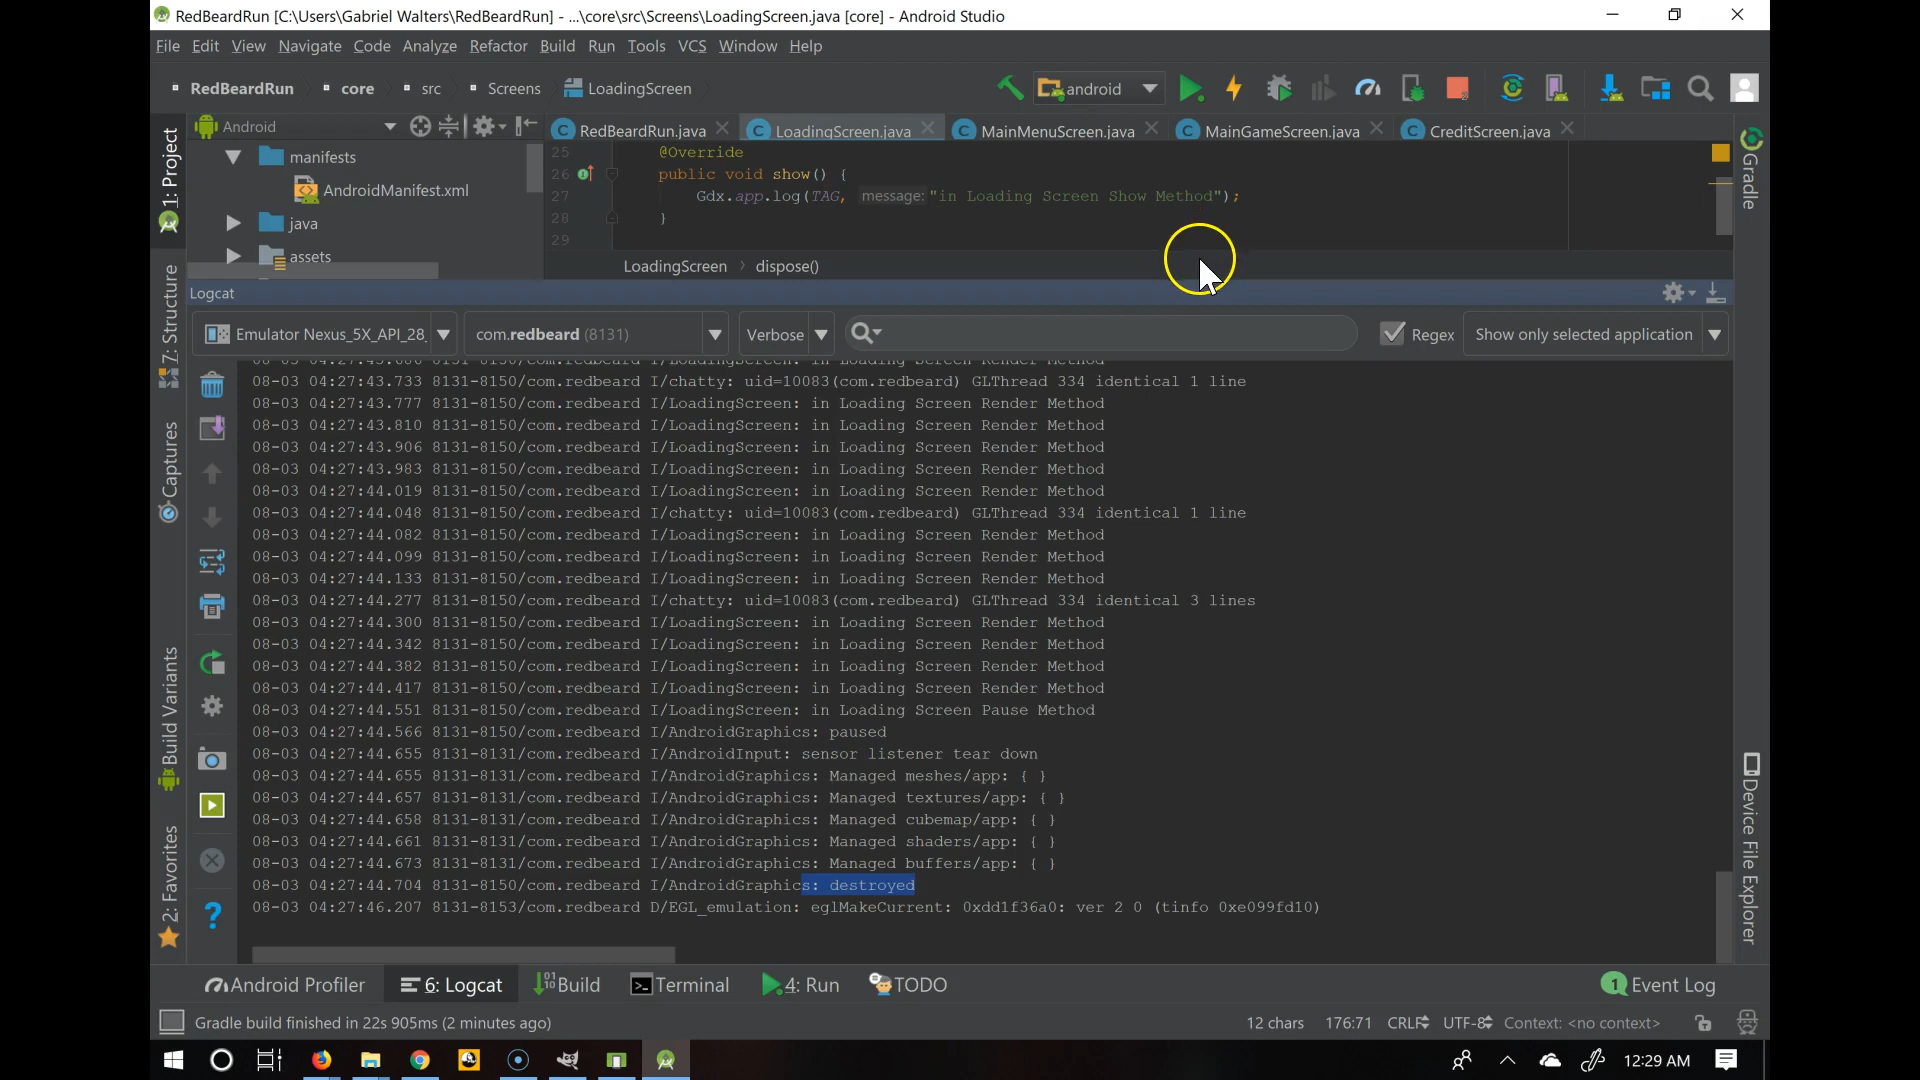 RedBeardRun [C:\Users\Gabriel Walters\RedBeardRun] - ...\core\src\Screens\LoadingScreen.java [core] - Android Studio
File Edit View Navigate Code Analyze Refactor Build Run Tools VCS Window Help
RedBeardRun core src Screens LoadingScreen
android
Android
RedBeardRun.java LoadingScreen.java MainMenuScreen.java MainGameScreen.java CreditScreen.java
manifests
AndroidManifest.xml
java
assets
25 @Override
26 public void show() {
27 Gdx.app.log(TAG, message: "in Loading Screen Show Method");
28 }
29
LoadingScreen › dispose()
Logcat
Emulator Nexus_5X_API_28 com.redbeard (8131) Verbose Regex Show only selected application
08-03 04:27:43.733 8131-8150/com.redbeard I/chatty: uid=10083(com.redbeard) GLThread 334 identical 1 line
08-03 04:27:43.777 8131-8150/com.redbeard I/LoadingScreen: in Loading Screen Render Method
08-03 04:27:43.810 8131-8150/com.redbeard I/LoadingScreen: in Loading Screen Render Method
08-03 04:27:43.906 8131-8150/com.redbeard I/LoadingScreen: in Loading Screen Render Method
08-03 04:27:43.983 8131-8150/com.redbeard I/LoadingScreen: in Loading Screen Render Method
08-03 04:27:44.019 8131-8150/com.redbeard I/LoadingScreen: in Loading Screen Render Method
08-03 04:27:44.048 8131-8150/com.redbeard I/chatty: uid=10083(com.redbeard) GLThread 334 identical 1 line
08-03 04:27:44.082 8131-8150/com.redbeard I/LoadingScreen: in Loading Screen Render Method
08-03 04:27:44.099 8131-8150/com.redbeard I/LoadingScreen: in Loading Screen Render Method
08-03 04:27:44.133 8131-8150/com.redbeard I/LoadingScreen: in Loading Screen Render Method
08-03 04:27:44.277 8131-8150/com.redbeard I/chatty: uid=10083(com.redbeard) GLThread 334 identical 3 lines
08-03 04:27:44.300 8131-8150/com.redbeard I/LoadingScreen: in Loading Screen Render Method
08-03 04:27:44.342 8131-8150/com.redbeard I/LoadingScreen: in Loading Screen Render Method
08-03 04:27:44.382 8131-8150/com.redbeard I/LoadingScreen: in Loading Screen Render Method
08-03 04:27:44.417 8131-8150/com.redbeard I/LoadingScreen: in Loading Screen Render Method
08-03 04:27:44.551 8131-8150/com.redbeard I/LoadingScreen: in Loading Screen Pause Method
08-03 04:27:44.566 8131-8150/com.redbeard I/AndroidGraphics: paused
08-03 04:27:44.655 8131-8131/com.redbeard I/AndroidInput: sensor listener tear down
08-03 04:27:44.655 8131-8131/com.redbeard I/AndroidGraphics: Managed meshes/app: { }
08-03 04:27:44.657 8131-8131/com.redbeard I/AndroidGraphics: Managed textures/app: { }
08-03 04:27:44.658 8131-8131/com.redbeard I/AndroidGraphics: Managed cubemap/app: { }
08-03 04:27:44.661 8131-8131/com.redbeard I/AndroidGraphics: Managed shaders/app: { }
08-03 04:27:44.673 8131-8131/com.redbeard I/AndroidGraphics: Managed buffers/app: { }
08-03 04:27:44.704 8131-8150/com.redbeard I/AndroidGraphics: destroyed
08-03 04:27:46.207 8131-8153/com.redbeard D/EGL_emulation: eglMakeCurrent: 0xdd1f36a0: ver 2 0 (tinfo 0xe099fd10)
1: Project
7: Structure
Captures
Build Variants
2: Favorites
Gradle
Device File Explorer
Android Profiler 6: Logcat Build Terminal 4: Run TODO 1 Event Log
Gradle build finished in 22s 905ms (2 minutes ago) 12 chars 176:71 CRLF UTF-8 Context: <no context>
12:29 AM